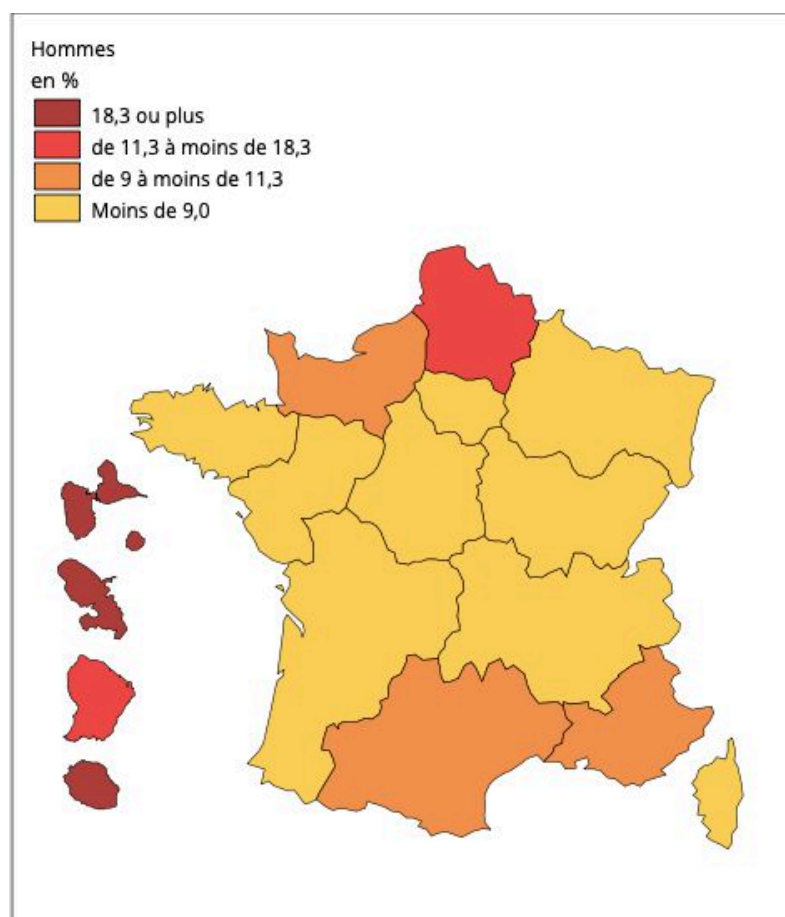 Hommes
en %
18,3 ou plus
de 11,3 à moins de 18,3
de 9 à moins de 11,3
Moins de 9,0